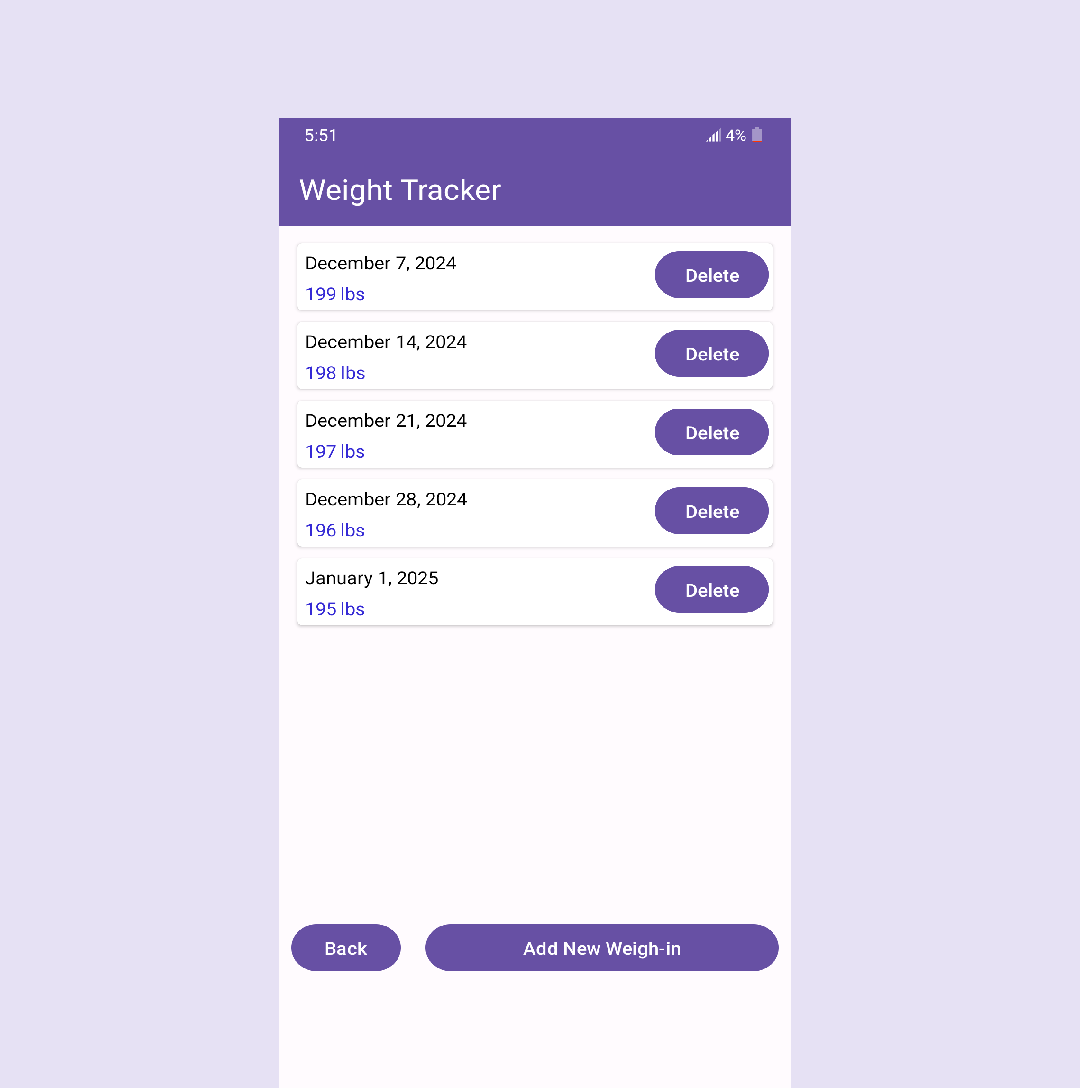 5:51 4%
Weight Tracker
December 7, 2024
199 lbs
Delete
December 14, 2024
198 lbs
Delete
December 21, 2024
197 lbs
Delete
December 28, 2024
196 lbs
Delete
January 1, 2025
195 lbs
Delete
Back
Add New Weigh-in